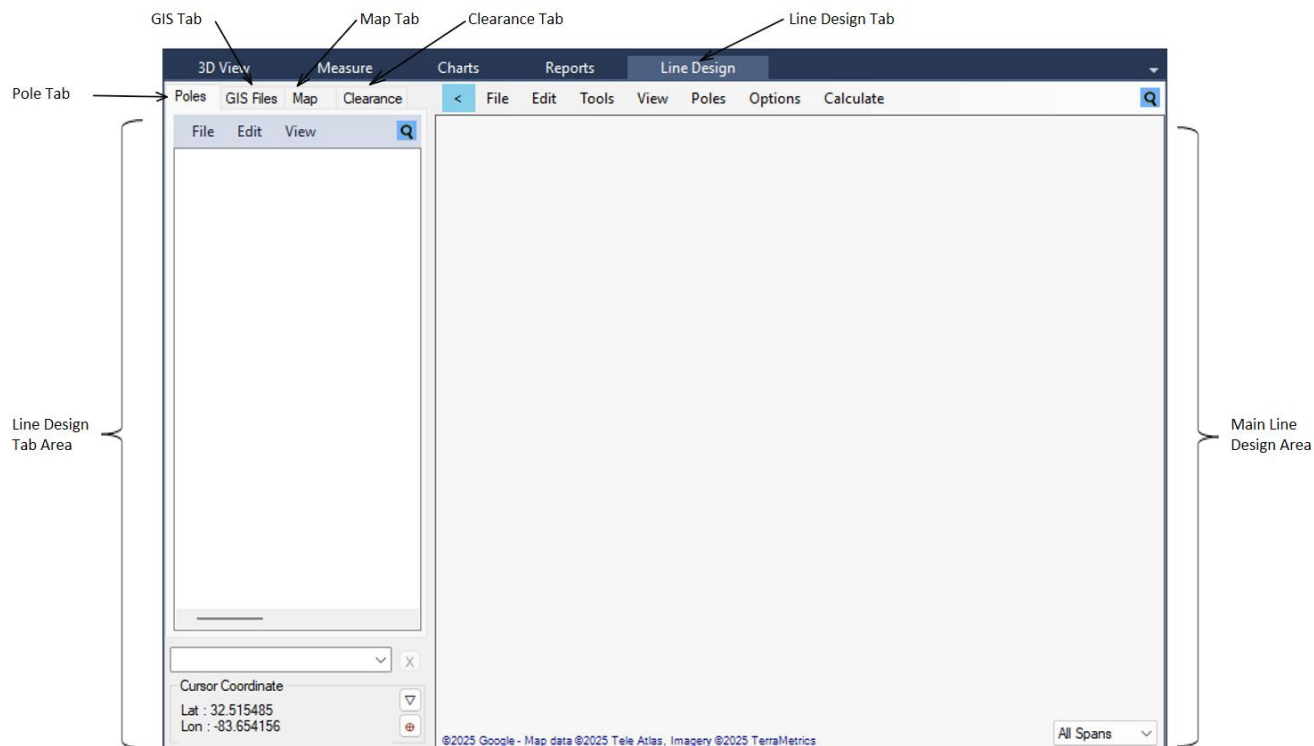 GIS Tab Map Tab Clearance Tab Line Design Tab
3D View Measure Charts Reports Line Design
Pole Tab
Poles GIS Files Map Clearance
< File Edit Tools View Poles Options Calculate
File Edit View
Line Design
Tab Area
Main Line
Design Area
X
Cursor Coordinate
Lat : 32.515485
Lon : -83.654156
©2025 Google - Map data ©2025 Tele Atlas, Imagery ©2025 TerraMetrics
All Spans